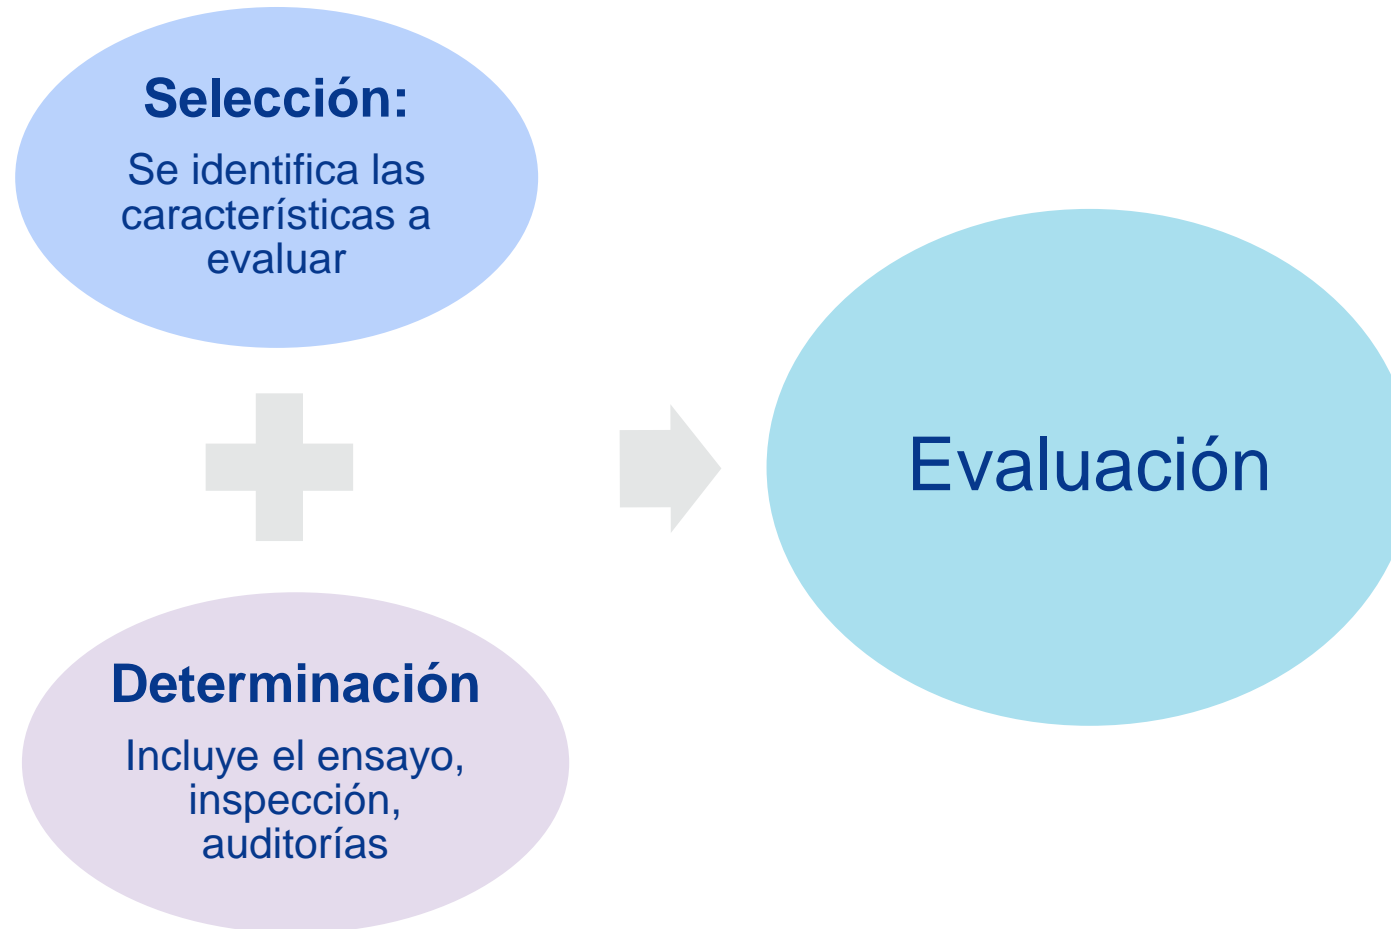 Selección:
Se identifica las
características a
evaluar
Evaluación
Determinación
Incluye el ensayo,
inspección,
auditorías